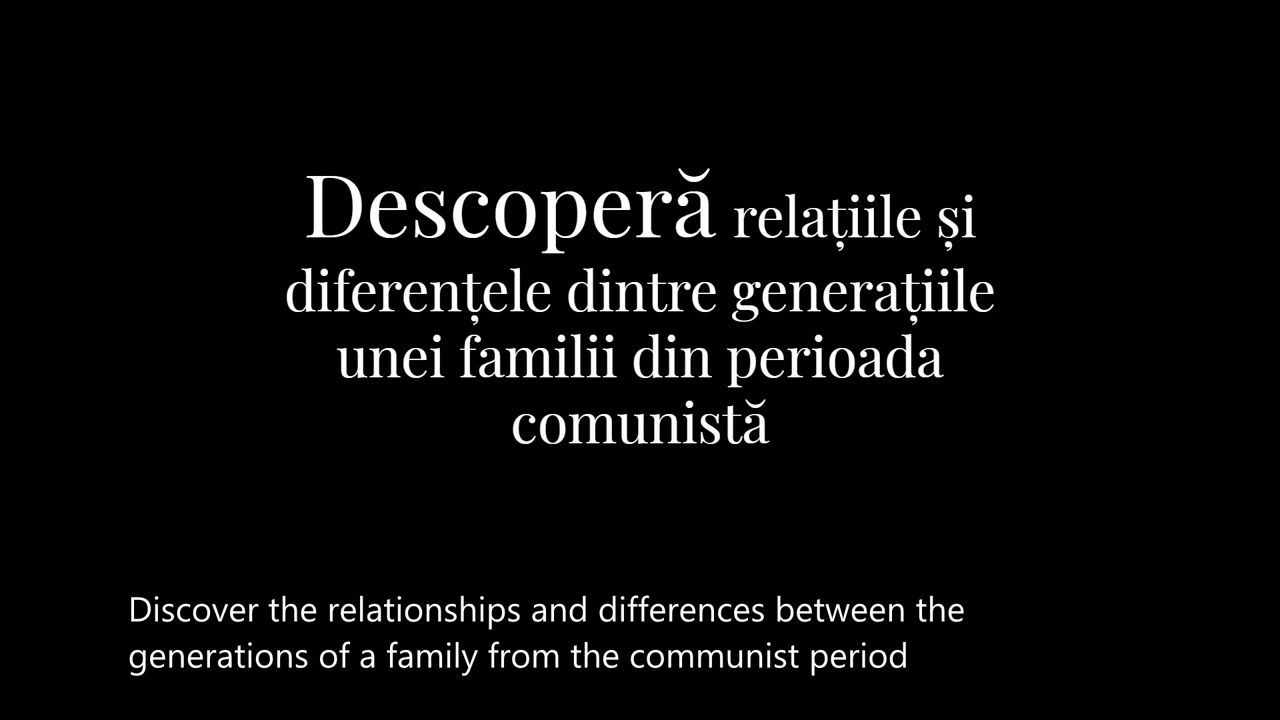 Descoperă relațiile și
diferențele dintre generațiile
unei familii din perioada
comunistă
Discover the relationships and differences between the
generations of a family from the communist period